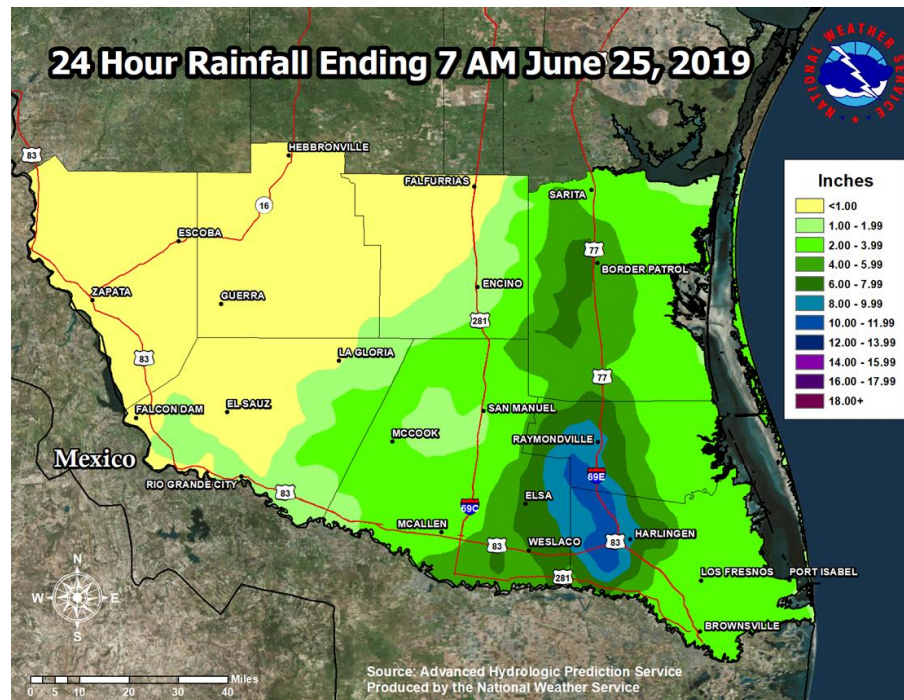 24 Hour Rainfall Ending 7 AM June 25, 2019
NATIONAL WEATHER SERVICE
83
HEBBRONVILLE
FALFURRIAS
SARITA
16
ESCOBA
77
BORDER PATROL
ZAPATA
GUERRA
ENCINO
281
83
LA GLORIA
77
FALCON DAM
EL SAUZ
SAN MANUEL
MCCOOK
RAYMONDVILLE
Mexico
RIO GRANDE CITY
83
69E
ELSA
69C
MCALLEN
HARLINGEN
83
WESLACO
83
281
LOS FRESNOS
PORT ISABEL
BROWNSVILLE
Inches
<1.00
1.00 - 1.99
2.00 - 3.99
4.00 - 5.99
6.00 - 7.99
8.00 - 9.99
10.00 - 11.99
12.00 - 13.99
14.00 - 15.99
16.00 - 17.99
18.00+
N
W E
S
Miles
0 5 10 20 30 40
Source: Advanced Hydrologic Prediction Service
Produced by the National Weather Service